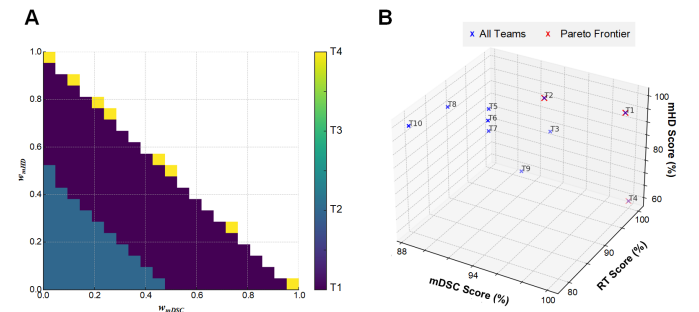 A
1.0
0.8
0.6
0.4
0.2
0.0
w_mHD
0.0
0.2
0.4
0.6
0.8
1.0
w_mDSC
T4
T3
T2
T1
B
x All Teams
x Pareto Frontier
T10
T8
T5
T6
T7
T2
T3
T9
T1
T4
100
80
60
mHD Score (%)
88
94
100
mDSC Score (%)
80
90
100
RT Score (%)